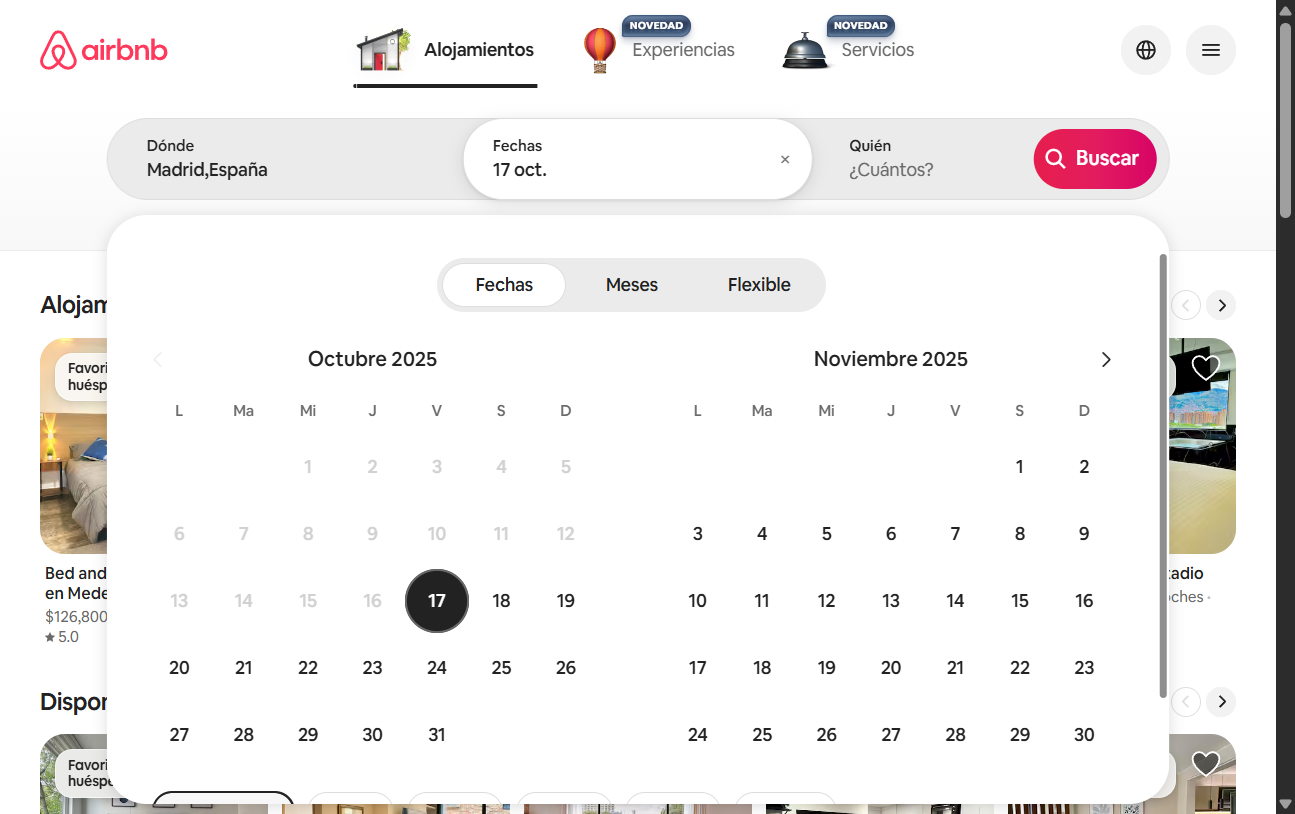 airbnb
Alojamientos
NOVEDAD
Experiencias
NOVEDAD
Servicios
Dónde
Madrid,España
Fechas
17 oct.
×
Quién
¿Cuántos?
Buscar
Fechas
Meses
Flexible
Octubre 2025
L Ma Mi J V S D
1 2 3 4 5
6 7 8 9 10 11 12
13 14 15 16 17 18 19
20 21 22 23 24 25 26
27 28 29 30 31
Noviembre 2025
L Ma Mi J V S D
1 2
3 4 5 6 7 8 9
10 11 12 13 14 15 16
17 18 19 20 21 22 23
24 25 26 27 28 29 30
Alojam
Favori
huésp
Bed and
en Mede
$126,800
★ 5.0
tadio
oches ·
Dispor
Favori
huéspe